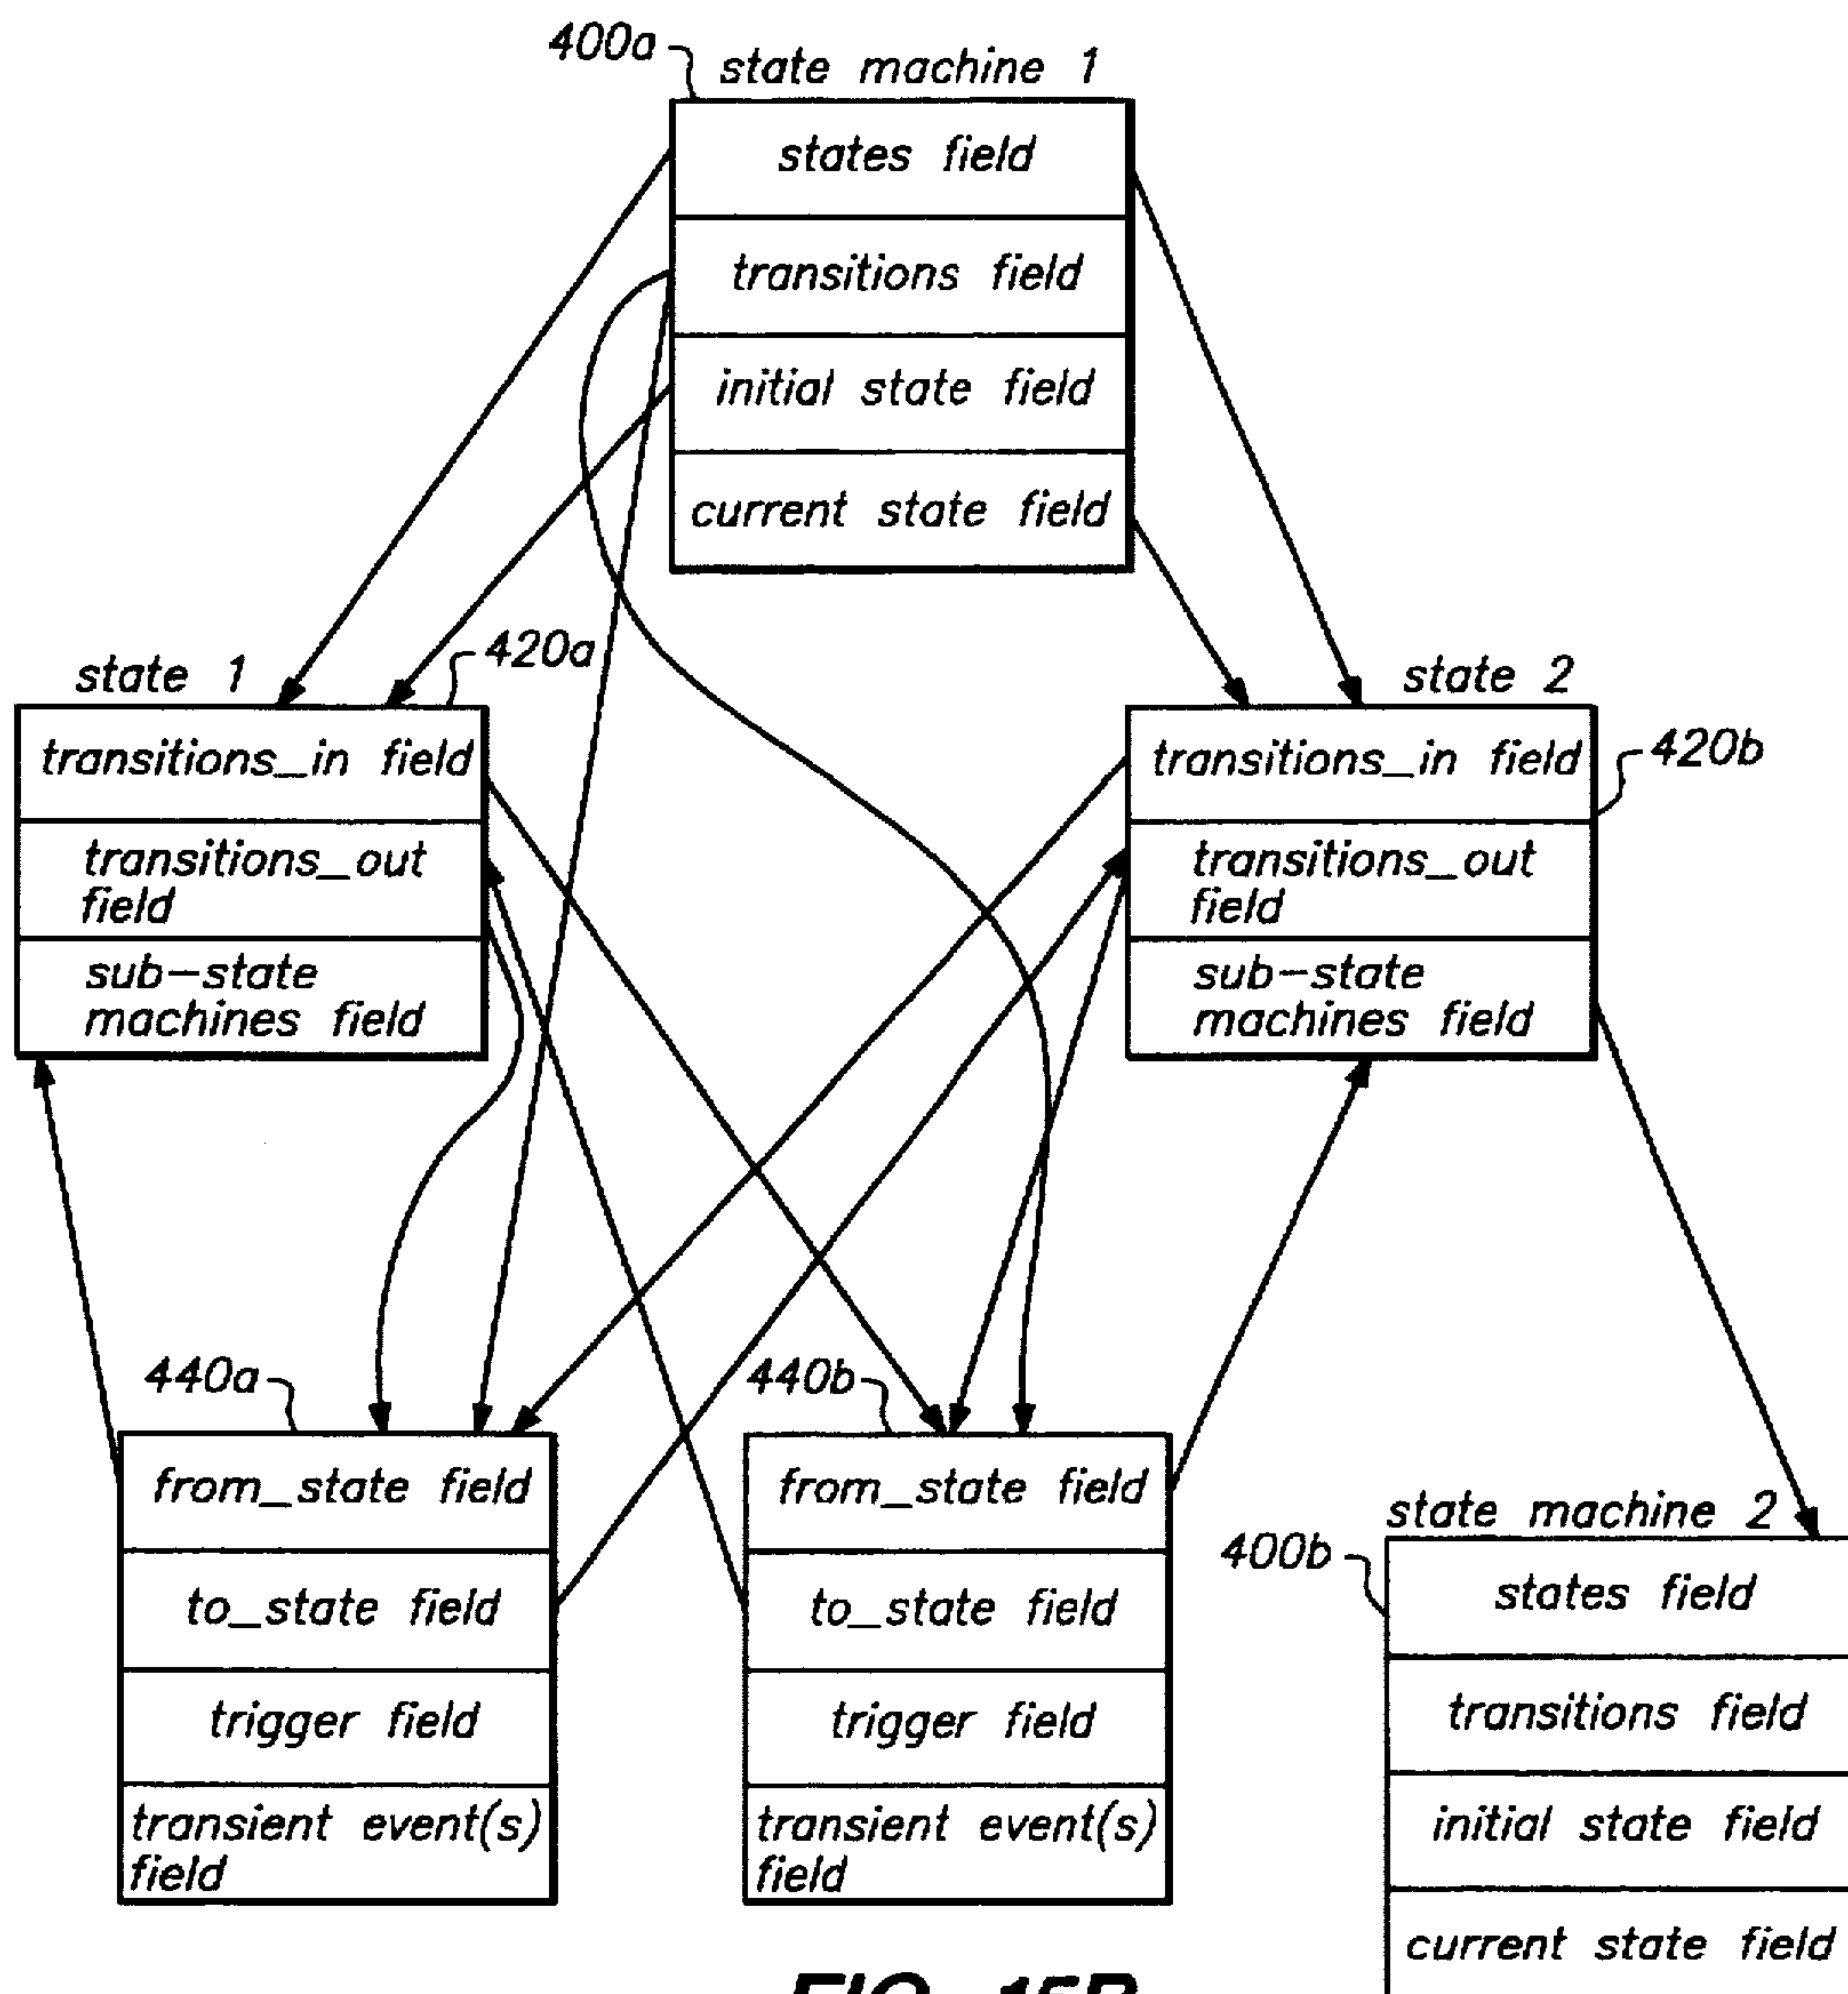 400a
state machine 1
states field
transitions field
initial state field
current state field
state 1
420a
transitions_in field
transitions_out
field
sub-state
machines field
state 2
420b
transitions_in field
transitions_out
field
sub-state
machines field
440a
from_state field
to_state field
trigger field
transient event(s)
field
440b
from_state field
to_state field
trigger field
transient event(s)
field
state machine 2
400b
states field
transitions field
initial state field
current state field
FIG. 15B